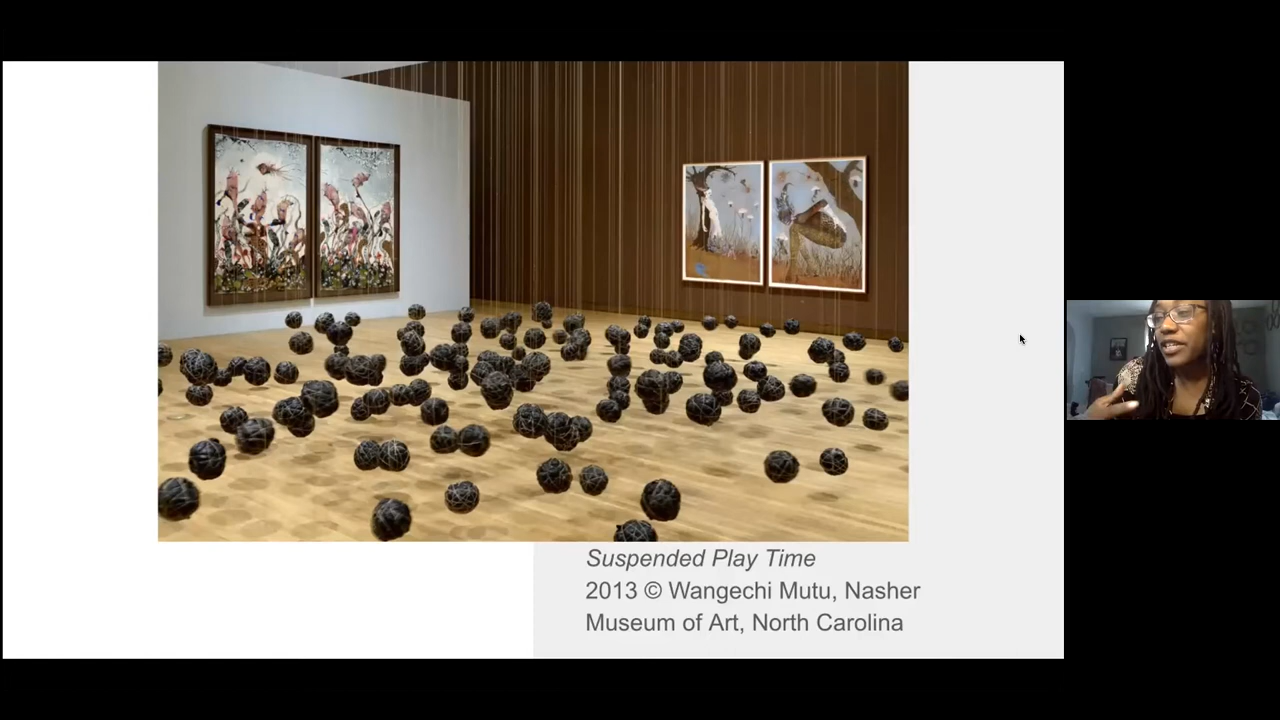 Suspended Play Time
2013 © Wangechi Mutu, Nasher
Museum of Art, North Carolina